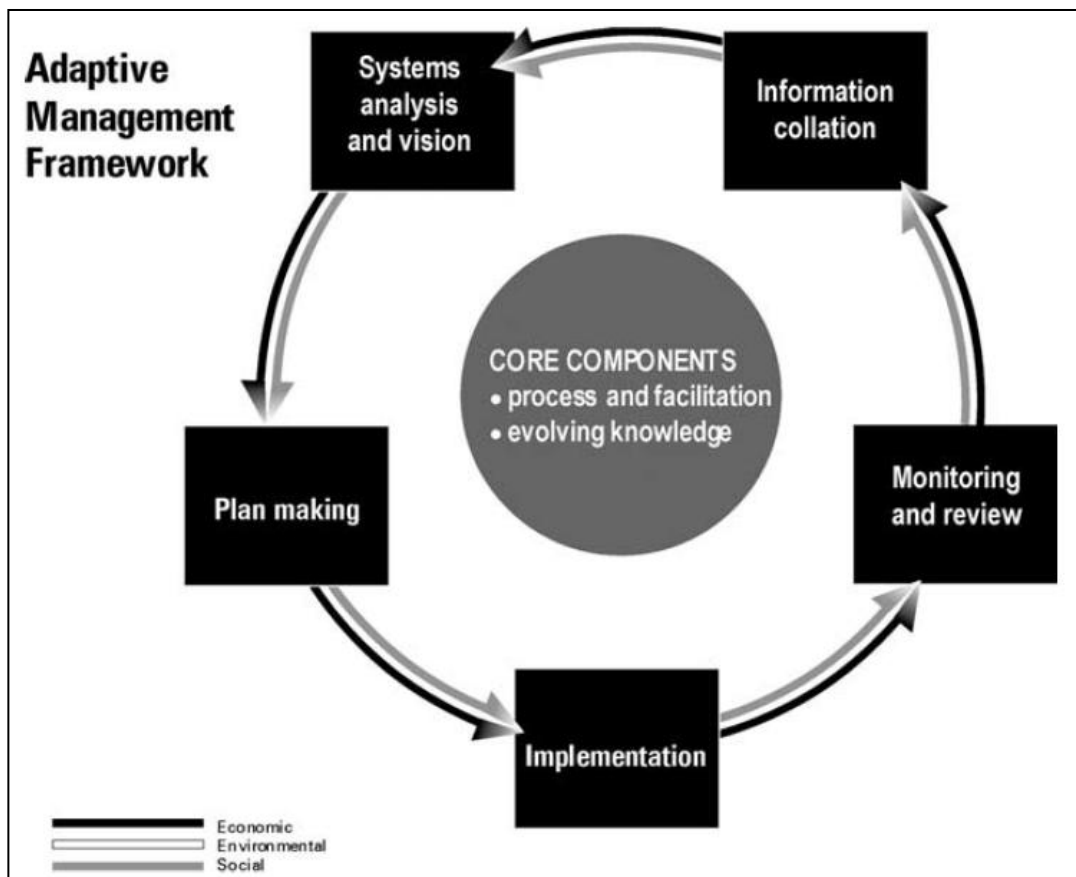 Adaptive
Management
Framework
Systems
analysis
and vision
Information
collation
CORE COMPONENTS
• process and facilitation
• evolving knowledge
Plan making
Monitoring
and review
Implementation
Economic
Environmental
Social